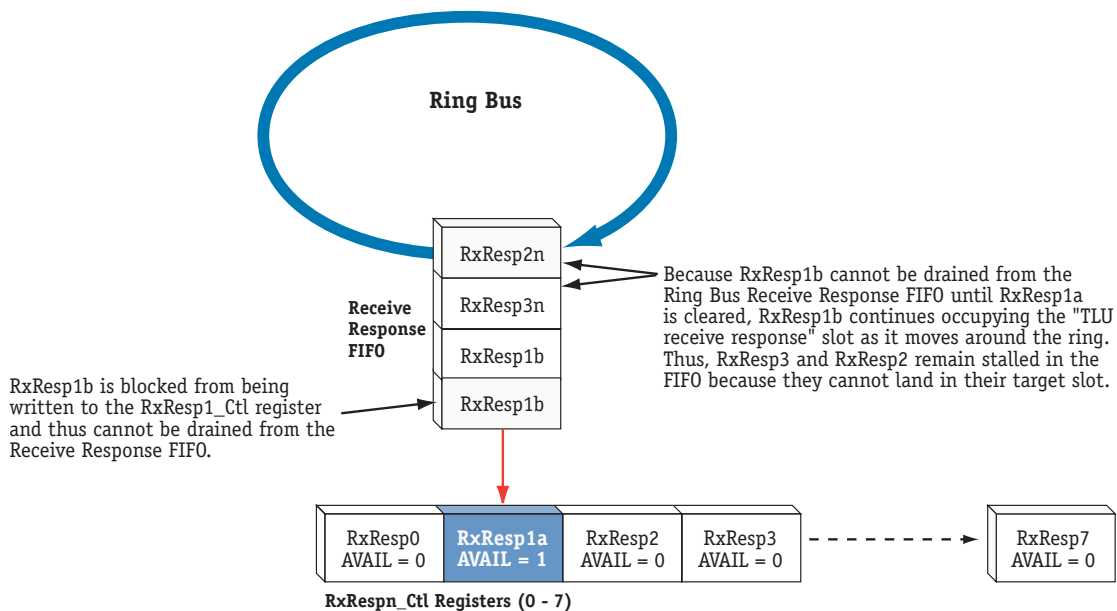 Ring Bus
RxResp2n
RxResp3n
RxResp1b
RxResp1b
Receive
Response
FIFO
Because RxResp1b cannot be drained from the
Ring Bus Receive Response FIFO until RxResp1a
is cleared, RxResp1b continues occupying the "TLU
receive response" slot as it moves around the ring.
Thus, RxResp3 and RxResp2 remain stalled in the
FIFO because they cannot land in their target slot.
RxResp1b is blocked from being
written to the RxResp1_Ctl register
and thus cannot be drained from the
Receive Response FIFO.
RxResp0
AVAIL = 0
RxResp1a
AVAIL = 1
RxResp2
AVAIL = 0
RxResp3
AVAIL = 0
RxResp7
AVAIL = 0
RxRespn_Ctl Registers (0 - 7)